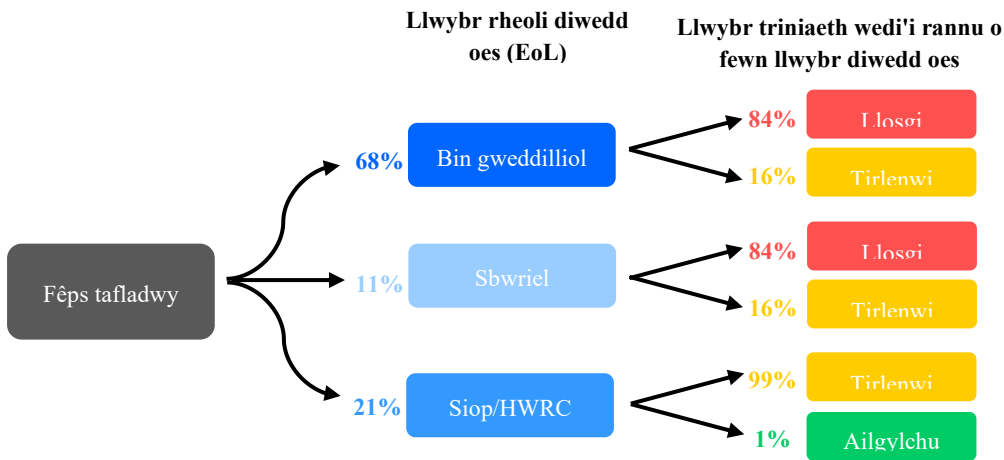 Llwybr rheoli diwedd
oes (EoL)
Llwybr triniaeth wedi'i rannu o
fewn llwybr diwedd oes
Fêps tafladwy
68%
Bin gweddilliol
84%
Llosgi
16%
Tirlenwi
11%
Sbwriel
84%
Llosgi
16%
Tirlenwi
21%
Siop/HWRC
99%
Tirlenwi
1%
Ailgylchu